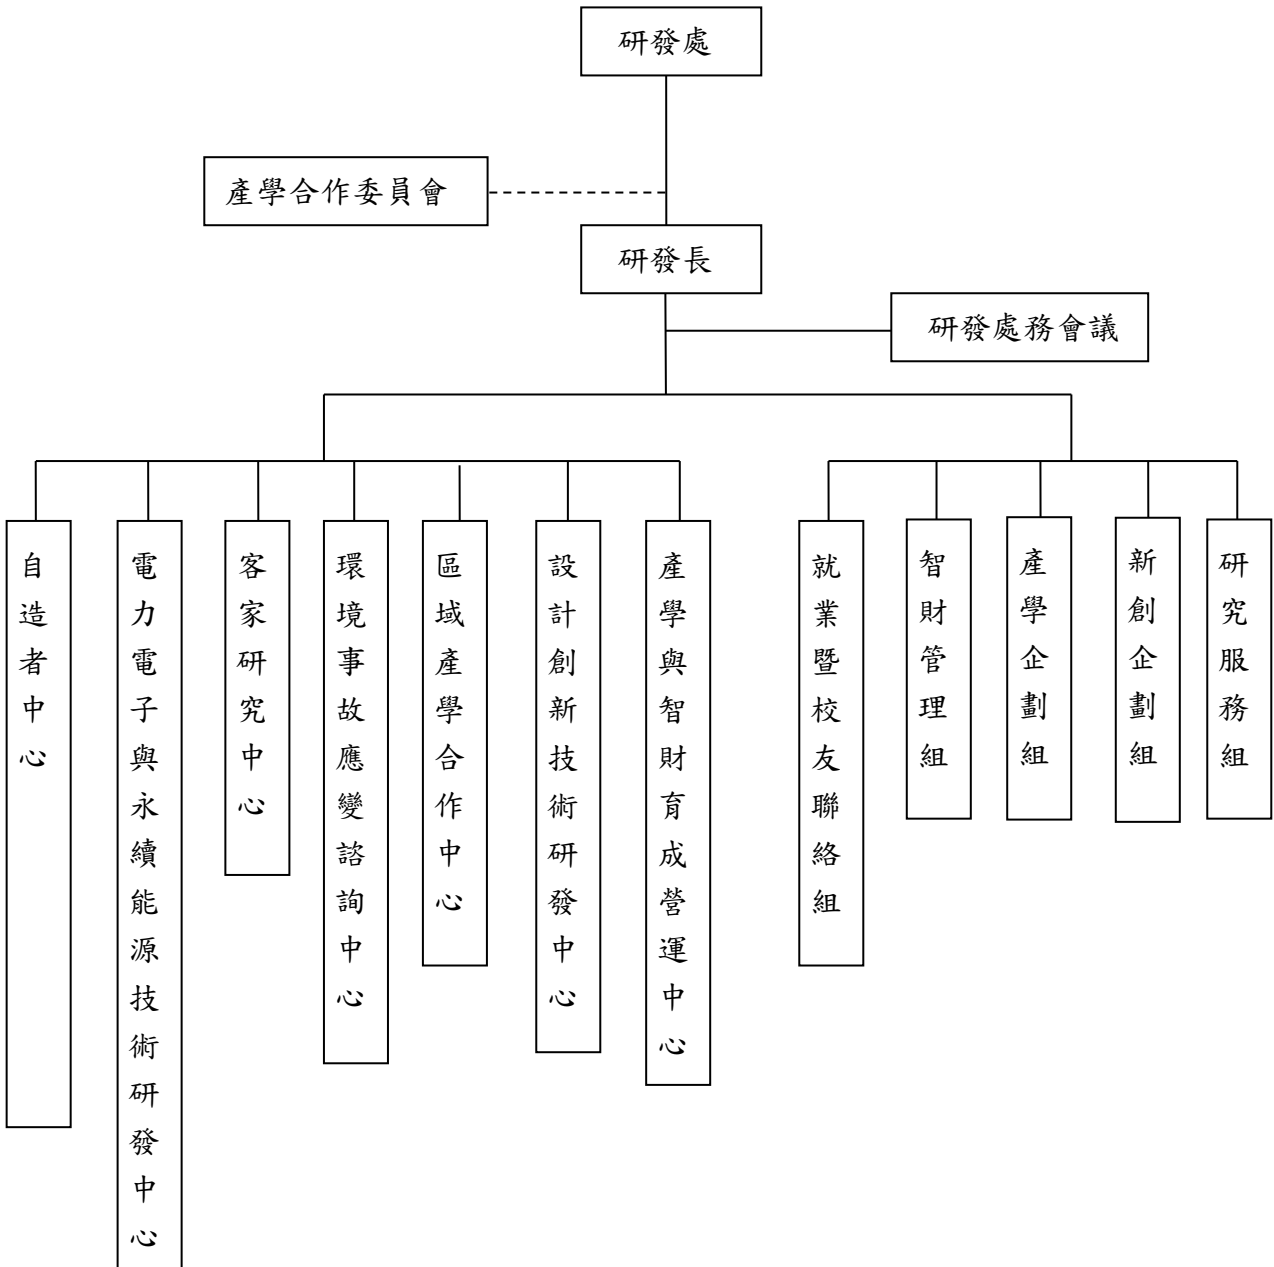 研發處
產學合作委員會
研發長
研發處務會議
自造者中心
電力電子與永續能源技術研發中心
客家研究中心
環境事故應變諮詢中心
區域產學合作中心
設計創新技術研發中心
產學與智財育成營運中心
就業暨校友聯絡組
智財管理組
產學企劃組
新創企劃組
研究服務組